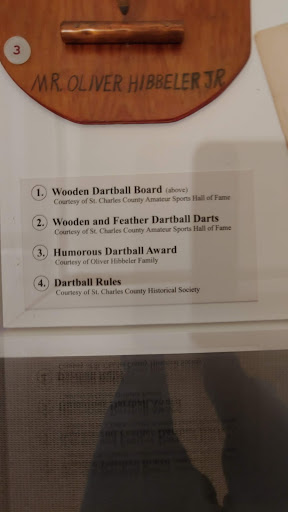 3
MR. OLIVER HIBBELER JR.
1. Wooden Dartball Board (above)
Courtesy of St. Charles County Amateur Sports Hall of Fame
2. Wooden and Feather Dartball Darts
Courtesy of St. Charles County Amateur Sports Hall of Fame
3. Humorous Dartball Award
Courtesy of Oliver Hibbeler Family
4. Dartball Rules
Courtesy of St. Charles County Historical Society